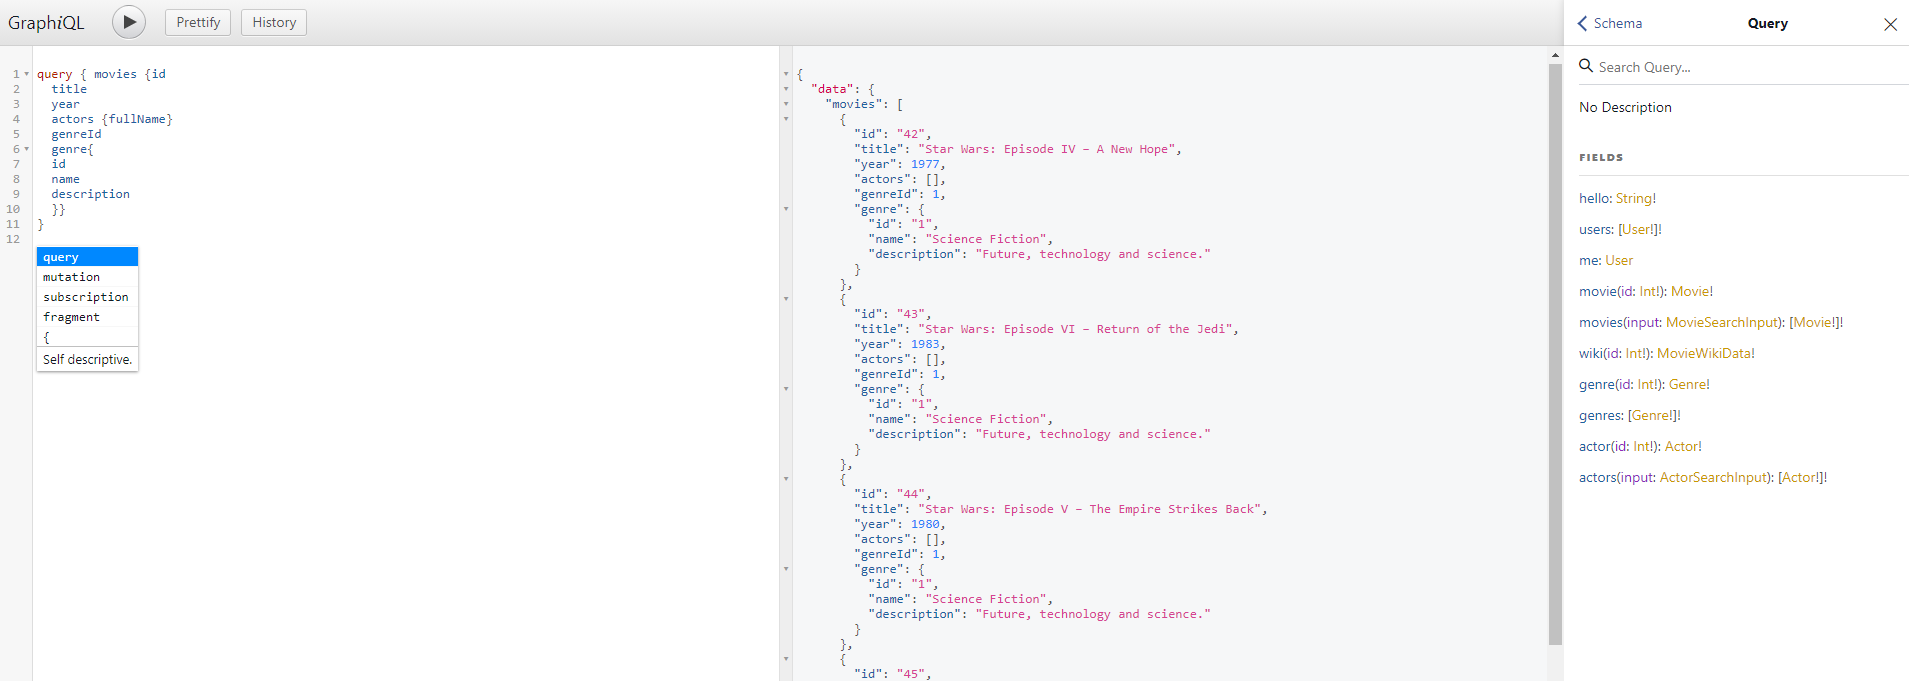 GraphiQL Prettify History
1 query { movies {id
2 title
3 year
4 actors {fullName}
5 genreId
6 genre{
7 id
8 name
9 description
10 }}
11 }
12
query
mutation
subscription
fragment
{
Self descriptive.
{
"data": {
"movies": [
{
"id": "42",
"title": "Star Wars: Episode IV – A New Hope",
"year": 1977,
"actors": [],
"genreId": 1,
"genre": {
"id": "1",
"name": "Science Fiction",
"description": "Future, technology and science."
}
},
{
"id": "43",
"title": "Star Wars: Episode VI – Return of the Jedi",
"year": 1983,
"actors": [],
"genreId": 1,
"genre": {
"id": "1",
"name": "Science Fiction",
"description": "Future, technology and science."
}
},
{
"id": "44",
"title": "Star Wars: Episode V – The Empire Strikes Back",
"year": 1980,
"actors": [],
"genreId": 1,
"genre": {
"id": "1",
"name": "Science Fiction",
"description": "Future, technology and science."
}
},
{
"id": "45",
Schema Query
Search Query...
No Description
FIELDS
hello: String!
users: [User!]!
me: User
movie(id: Int!): Movie!
movies(input: MovieSearchInput): [Movie!]!
wiki(id: Int!): MovieWikiData!
genre(id: Int!): Genre!
genres: [Genre!]!
actor(id: Int!): Actor!
actors(input: ActorSearchInput): [Actor!]!